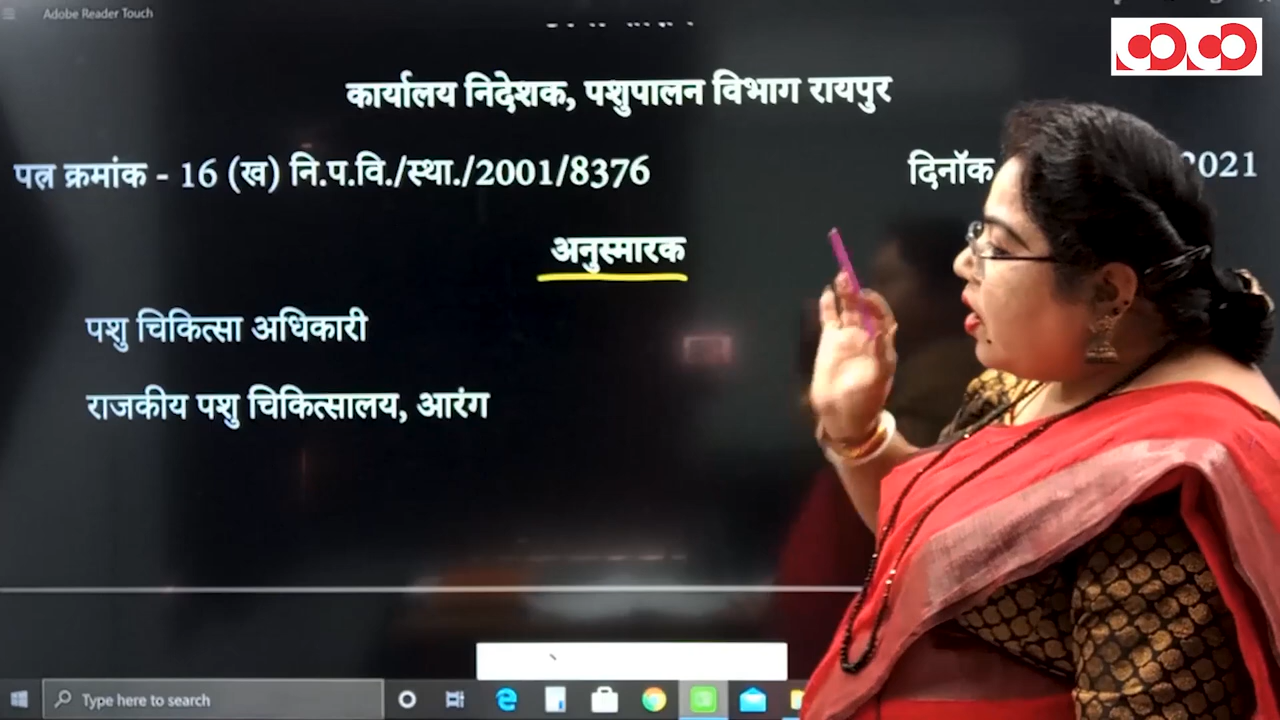 Adobe Reader Touch
कार्यालय निदेशक, पशुपालन विभाग रायपुर
पत्र क्रमांक - 16 (ख) नि.प.वि./स्था./2001/8376
दिनॉक 2021
अनुस्मारक
पशु चिकित्सा अधिकारी
राजकीय पशु चिकित्सालय, आरंग
Type here to search